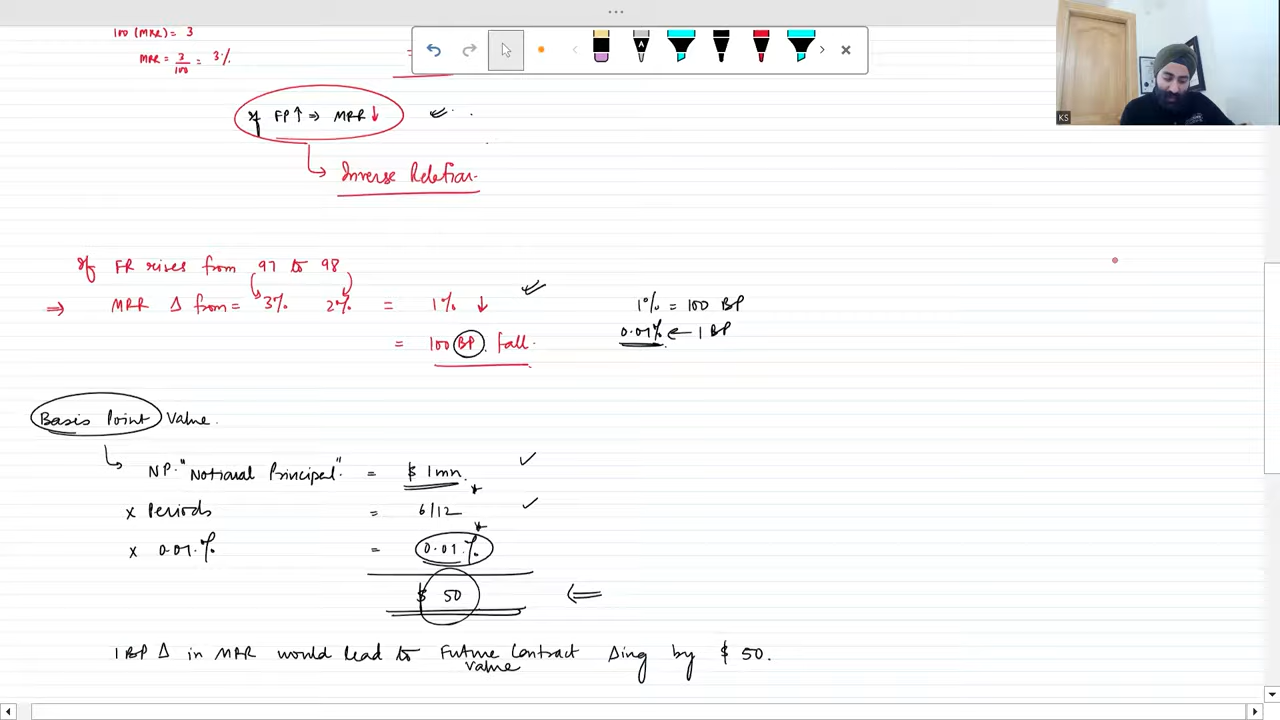 100 (MRR) = 3
MRR = 3/100 = 3%
If FP↑ ⇒ MRR ↓
Inverse Relation.
KS
If FR rises from 97 to 98
⇒ MRR Δ from = 3% 2% = 1% ↓
1% = 100 BP
= 100 BP. Fall.
0.01% ← 1 BP
Basis Point Value.
NP. "Notional Principal" = $ 1mn.
x Periods = 6/12
x 0.01.% = 0.01.%
$ 50
1 BP Δ in MRR would lead to Future Contract Value Δing by $ 50.